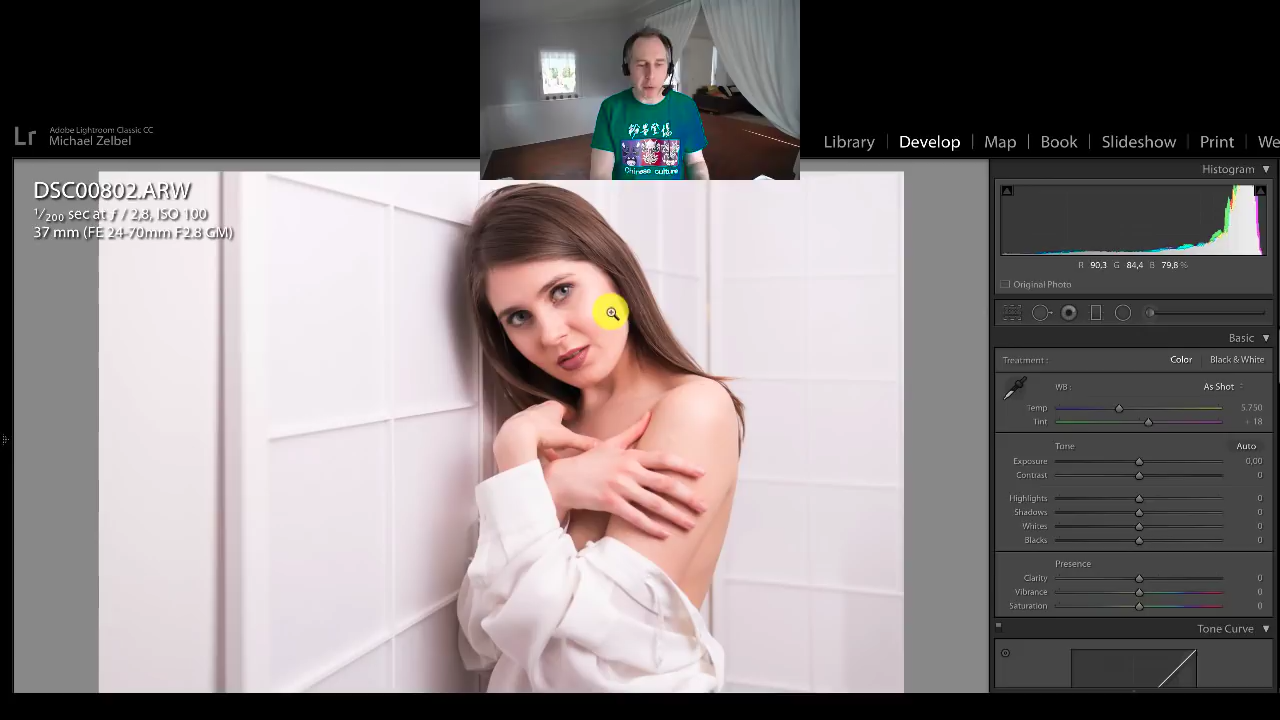 Adobe Lightroom Classic CC
Michael Zelbel
Library
Develop
Map
Book
Slideshow
Print
We
DSC00802.ARW
1/200 sec at ƒ / 2,8, ISO 100
37 mm (FE 24-70mm F2.8 GM)
Chinese culture
Histogram
R 90,3 G 84,4 B 79,8 %
Original Photo
Basic
Treatment : Color Black & White
WB : As Shot
Temp 5.750
Tint + 18
Tone Auto
Exposure 0,00
Contrast 0
Highlights 0
Shadows 0
Whites 0
Blacks 0
Presence
Clarity 0
Vibrance 0
Saturation 0
Tone Curve